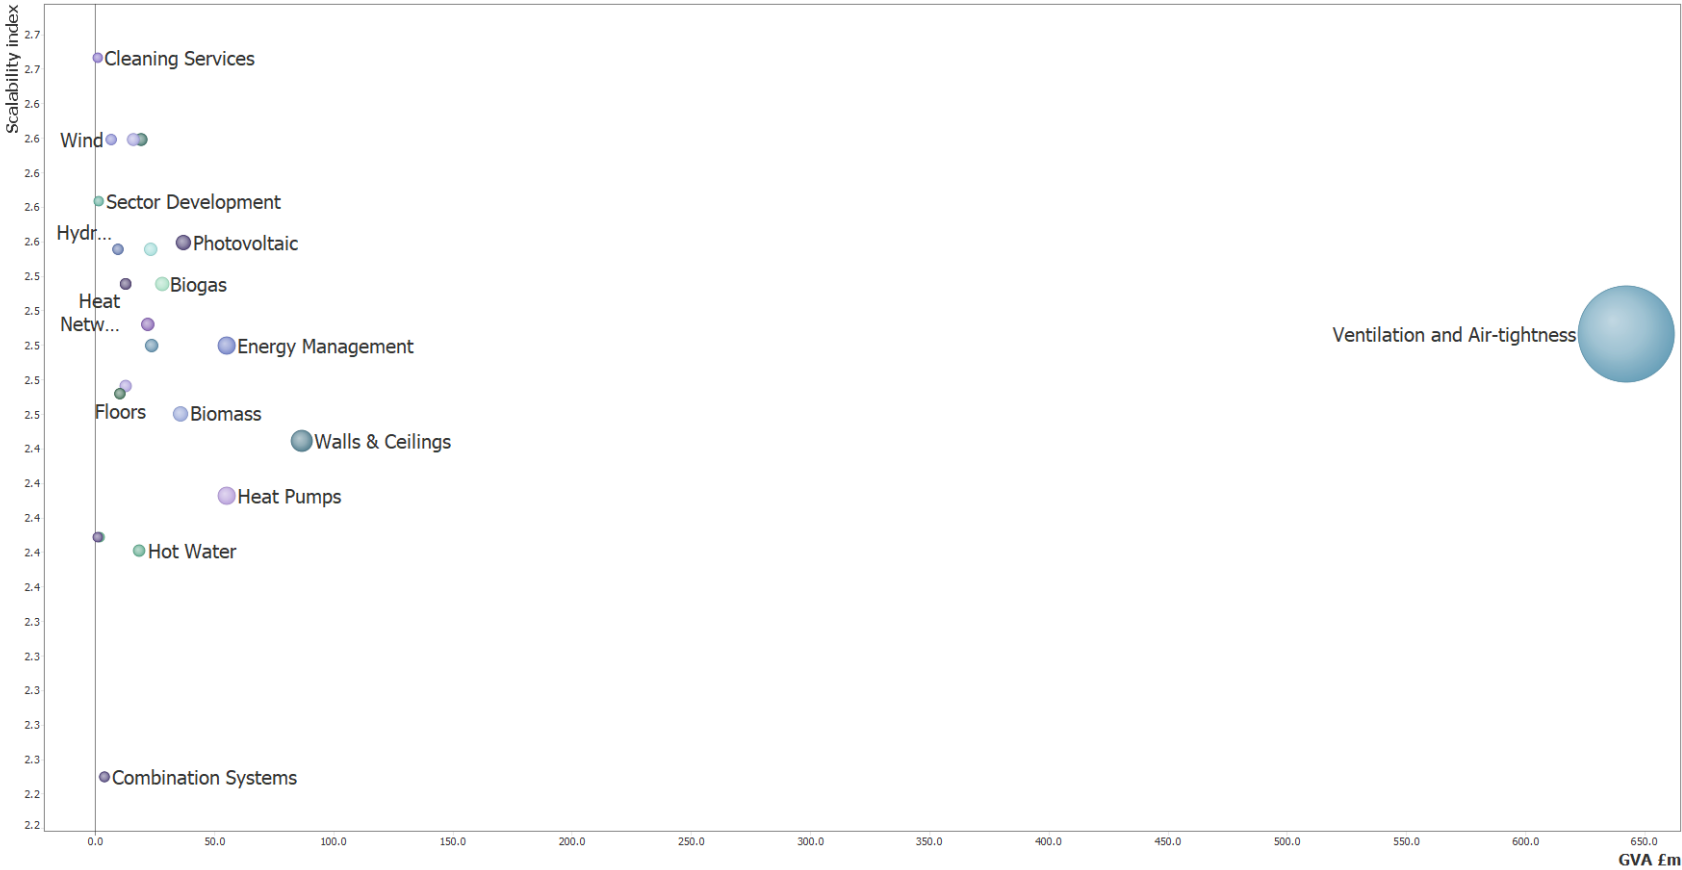 Scalability index
2.7
Cleaning Services
2.7
2.6
2.6
Wind
2.6
2.6
Sector Development
Hydr...
2.6
Photovoltaic
2.5
Biogas
Heat
Netw...
2.5
Ventilation and Air-tightness
2.5
Energy Management
2.5
2.5
Floors
Biomass
2.4
Walls & Ceilings
2.4
Heat Pumps
2.4
2.4
Hot Water
2.4
2.3
2.3
2.3
2.3
2.3
Combination Systems
2.2
2.2
0.0 50.0 100.0 150.0 200.0 250.0 300.0 350.0 400.0 450.0 500.0 550.0 600.0 650.0
GVA £m